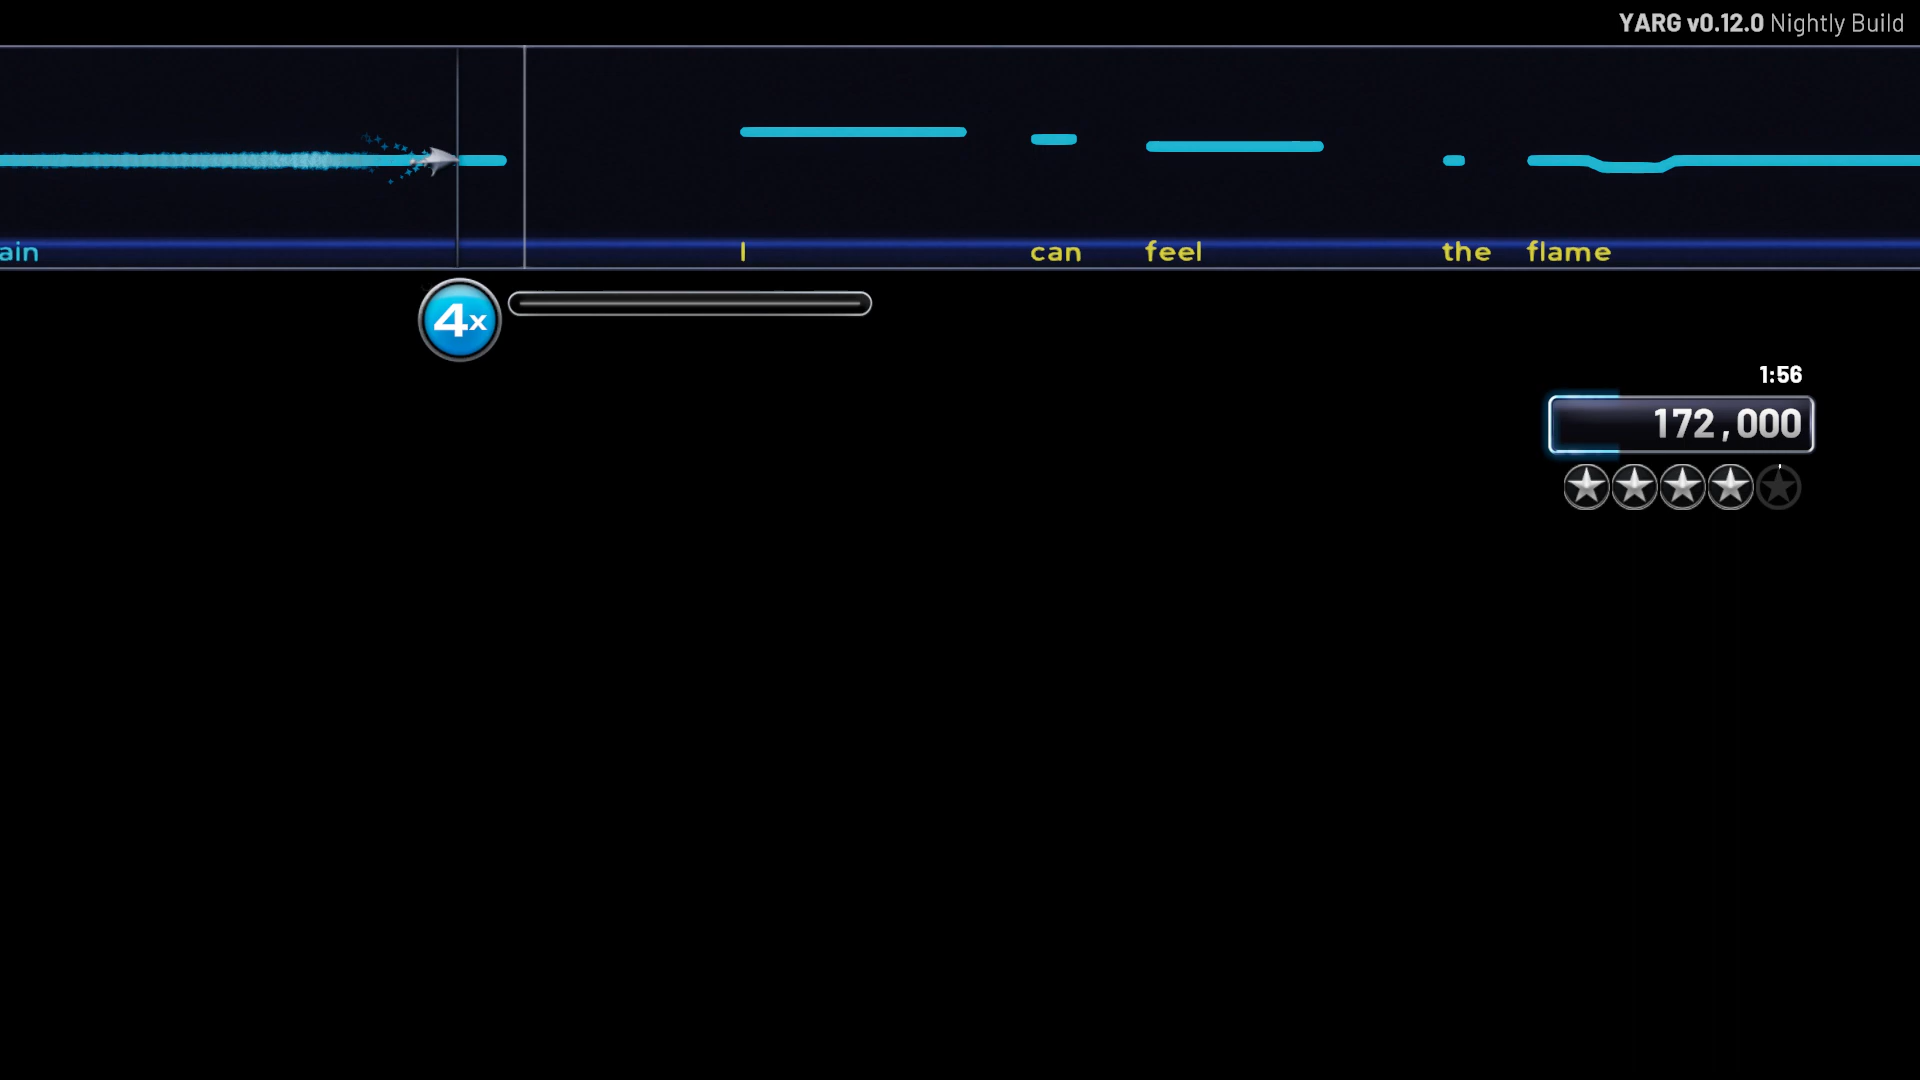 YARG v0.12.0 Nightly Build
ain I can feel the flame
4x
1:56
172,000